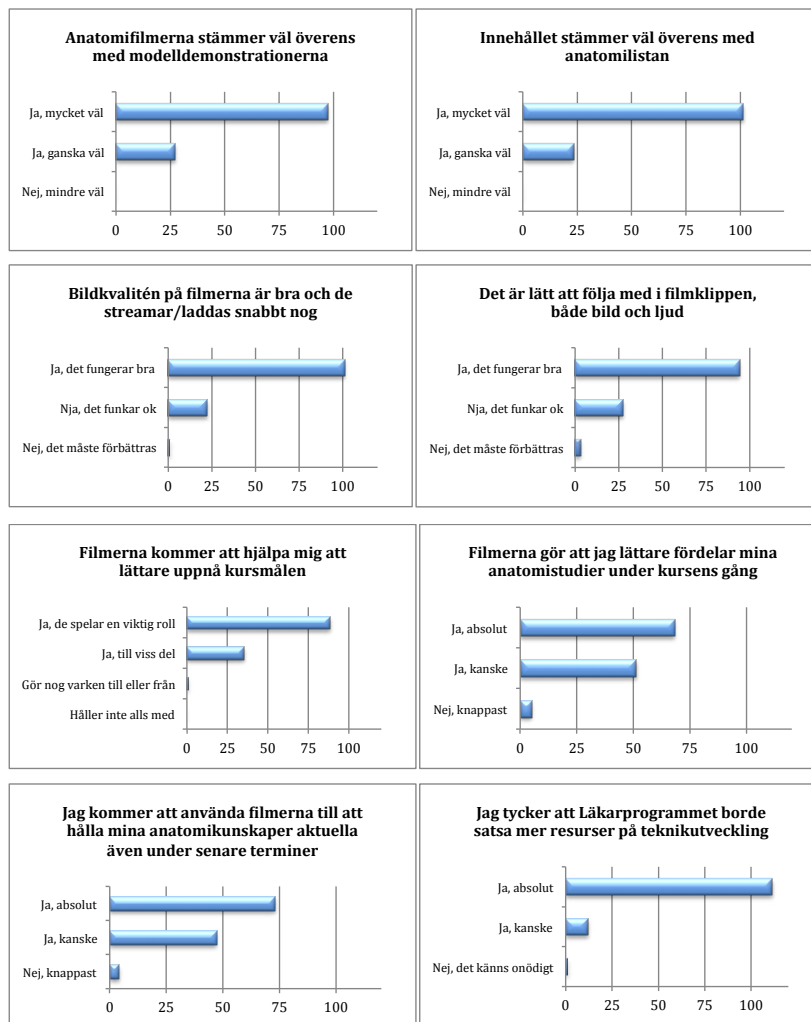 Anatomifilmerna stämmer väl överens
med modelldemonstrationerna
Ja, mycket väl
Ja, ganska väl
Nej, mindre väl
0 25 50 75 100
Innehållet stämmer väl överens med
anatomilistan
Ja, mycket väl
Ja, ganska väl
Nej, mindre väl
0 25 50 75 100
Bildkvalitén på filmerna är bra och de
streamar/laddas snabbt nog
Ja, det fungerar bra
Nja, det funkar ok
Nej, det måste förbättras
0 25 50 75 100
Det är lätt att följa med i filmklippen,
både bild och ljud
Ja, det fungerar bra
Nja, det funkar ok
Nej, det måste förbättras
0 25 50 75 100
Filmerna kommer att hjälpa mig att
lättare uppnå kursmålen
Ja, de spelar en viktig roll
Ja, till viss del
Gör nog varken till eller från
Håller inte alls med
0 25 50 75 100
Filmerna gör att jag lättare fördelar mina
anatomistudier under kursens gång
Ja, absolut
Ja, kanske
Nej, knappast
0 25 50 75 100
Jag kommer att använda filmerna till att
hålla mina anatomikunskaper aktuella
även under senare terminer
Ja, absolut
Ja, kanske
Nej, knappast
0 25 50 75 100
Jag tycker att Läkarprogrammet borde
satsa mer resurser på teknikutveckling
Ja, absolut
Ja, kanske
Nej, det känns onödigt
0 25 50 75 100